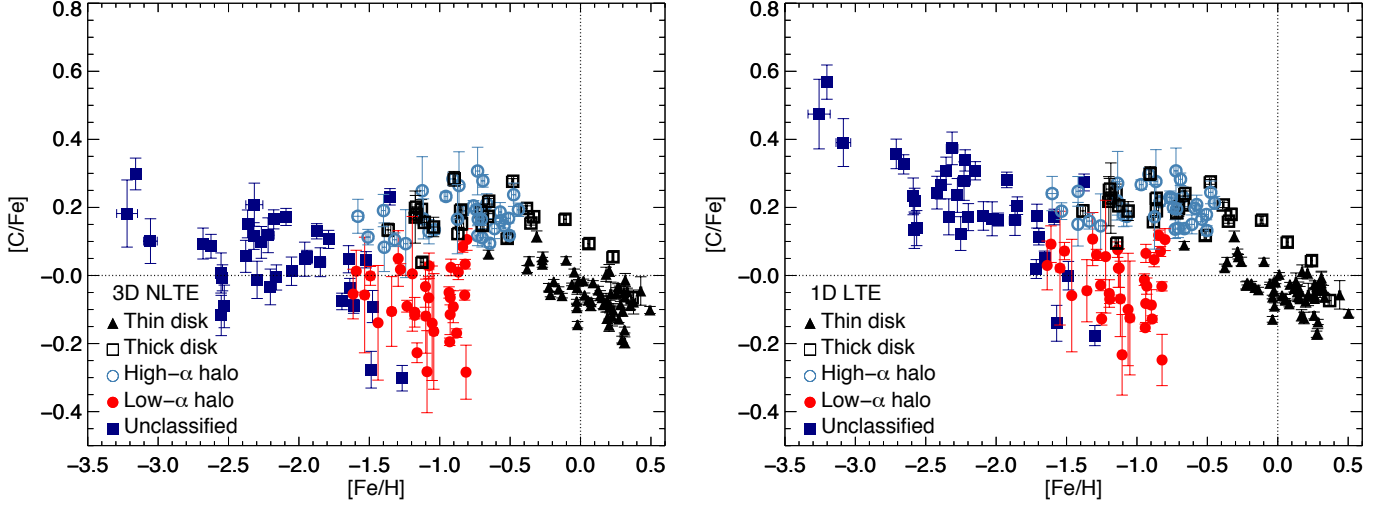 0.8
0.6
0.4
0.2
−0.0
−0.2
−0.4
[C/Fe]
3D NLTE
Thin disk
Thick disk
High−α halo
Low−α halo
Unclassified
−3.5 −3.0 −2.5 −2.0 −1.5 −1.0 −0.5 0.0 0.5
[Fe/H]
0.8
0.6
0.4
0.2
−0.0
−0.2
−0.4
[C/Fe]
1D LTE
Thin disk
Thick disk
High−α halo
Low−α halo
Unclassified
−3.5 −3.0 −2.5 −2.0 −1.5 −1.0 −0.5 0.0 0.5
[Fe/H]